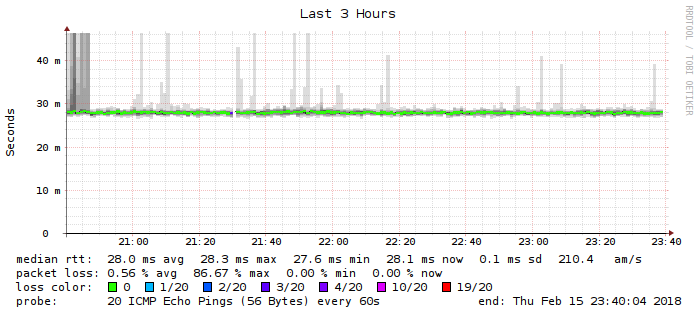 Last 3 Hours
RRDTOOL / TOBI OETIKER
Seconds
40 m
30 m
20 m
10 m
0
21:00 21:20 21:40 22:00 22:20 22:40 23:00 23:20 23:40
median rtt: 28.0 ms avg 28.3 ms max 27.6 ms min 28.1 ms now 0.1 ms sd 210.4 am/s
packet loss: 0.56 % avg 86.67 % max 0.00 % min 0.00 % now
loss color: 0 1/20 2/20 3/20 4/20 10/20 19/20
probe: 20 ICMP Echo Pings (56 Bytes) every 60s end: Thu Feb 15 23:40:04 2018